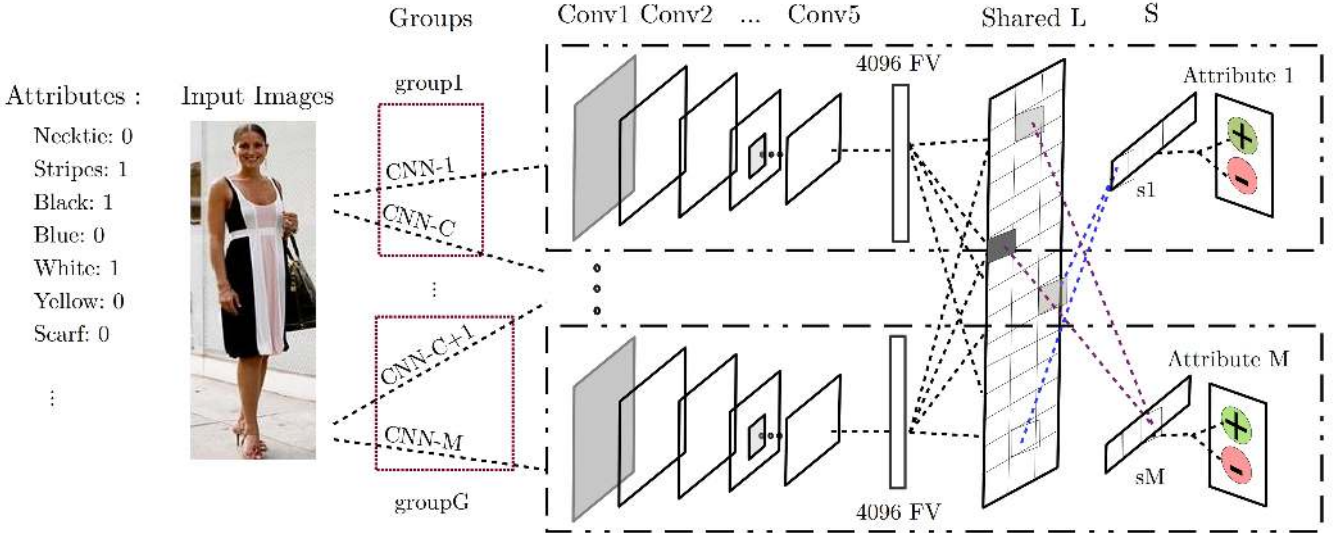 Groups
Conv1 Conv2 ... Conv5
Shared L
S
Attributes :
Necktie: 0
Stripes: 1
Black: 1
Blue: 0
White: 1
Yellow: 0
Scarf: 0
⋮
Input Images
group1
CNN-1
CNN-C
⋮
CNN-C+1
CNN-M
groupG
4096 FV
4096 FV
Attribute 1
+
-
s1
Attribute M
+
-
sM